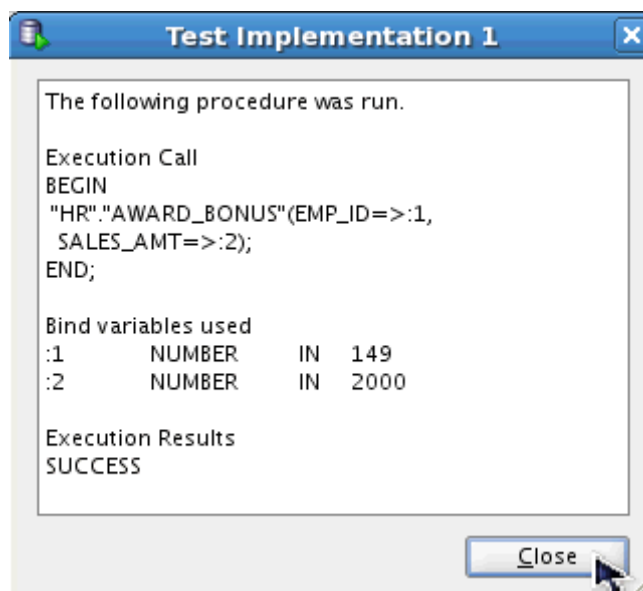 Test Implementation 1
The following procedure was run.
Execution Call
BEGIN
"HR"."AWARD_BONUS"(EMP_ID=>:1,
SALES_AMT=>:2);
END;
Bind variables used
:1 NUMBER IN 149
:2 NUMBER IN 2000
Execution Results
SUCCESS
Close